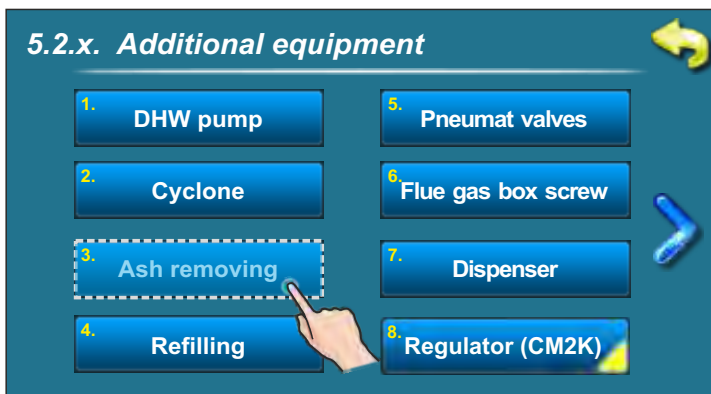 5.2.x. Additional equipment
1. DHW pump
5. Pneumat valves
2. Cyclone
6. Flue gas box screw
3. Ash removing
7. Dispenser
4. Refilling
8. Regulator (CM2K)